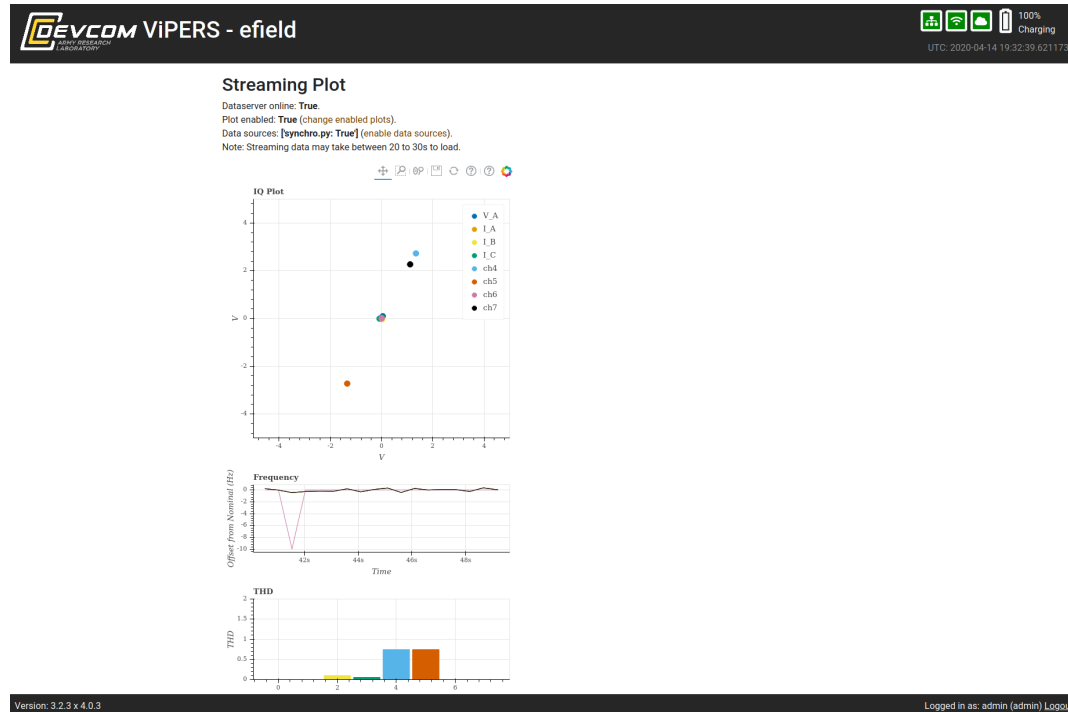 DEVCOM ViPERS - efield
ARMY RESEARCH
LABORATORY
100%
Charging
UTC: 2020-04-14 19:32:39.621173
Streaming Plot
Dataserver online: True.
Plot enabled: True (change enabled plots).
Data sources: ['synchro.py: True'] (enable data sources).
Note: Streaming data may take between 20 to 30s to load.
IQ Plot
V_A
I_A
I_B
I_C
ch4
ch5
ch6
ch7
4
2
0
-2
-4
V
-4 -2 0 2 4
V
Frequency
0
-2
-4
-6
-8
-10
Offset from Nominal (Hz)
42s 44s 46s 48s
Time
THD
2
1.5
1
0.5
0
THD
0 2 4 6
Version: 3.2.3 x 4.0.3
Logged in as: admin (admin) Logou